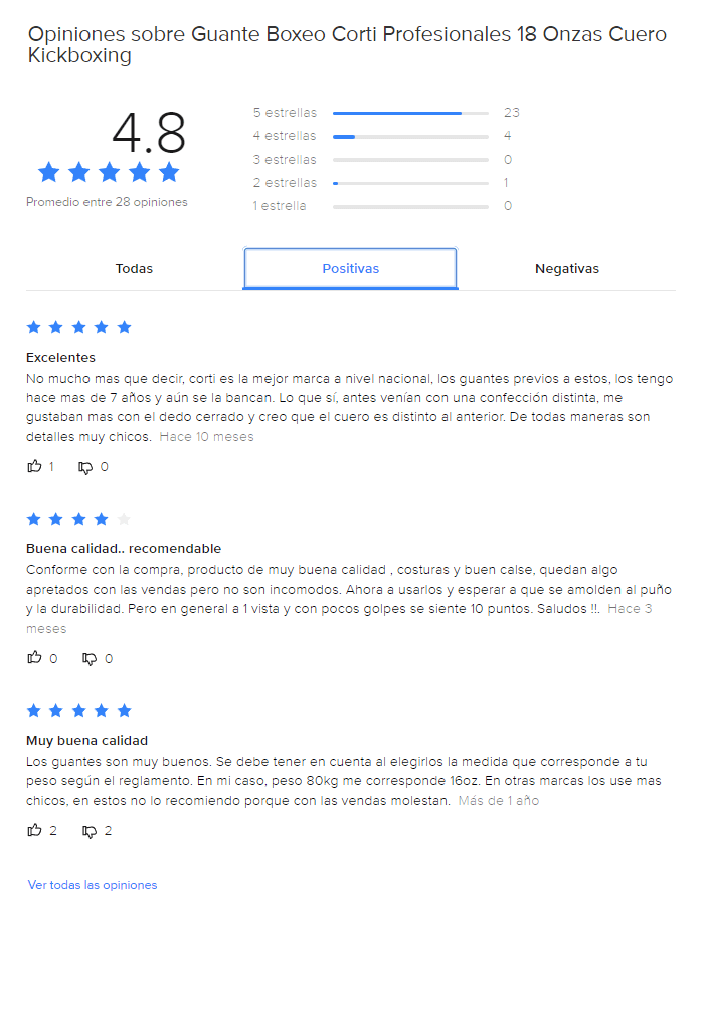 Opiniones sobre Guante Boxeo Corti Profesionales 18 Onzas Cuero
Kickboxing
4.8
Promedio entre 28 opiniones
5 estrellas 23
4 estrellas 4
3 estrellas 0
2 estrellas 1
1 estrella 0
Todas Positivas Negativas
Excelentes
No mucho mas que decir, corti es la mejor marca a nivel nacional, los guantes previos a estos, los tengo
hace mas de 7 años y aún se la bancan. Lo que sí, antes venían con una confección distinta, me
gustaban mas con el dedo cerrado y creo que el cuero es distinto al anterior. De todas maneras son
detalles muy chicos. Hace 10 meses
1 0
Buena calidad.. recomendable
Conforme con la compra, producto de muy buena calidad , costuras y buen calse, quedan algo
apretados con las vendas pero no son incomodos. Ahora a usarlos y esperar a que se amolden al puño
y la durabilidad. Pero en general a 1 vista y con pocos golpes se siente 10 puntos. Saludos !!. Hace 3
meses
0 0
Muy buena calidad
Los guantes son muy buenos. Se debe tener en cuenta al elegirlos la medida que corresponde a tu
peso según el reglamento. En mi caso, peso 80kg me corresponde 16oz. En otras marcas los use mas
chicos, en estos no lo recomiendo porque con las vendas molestan. Más de 1 año
2 2
Ver todas las opiniones